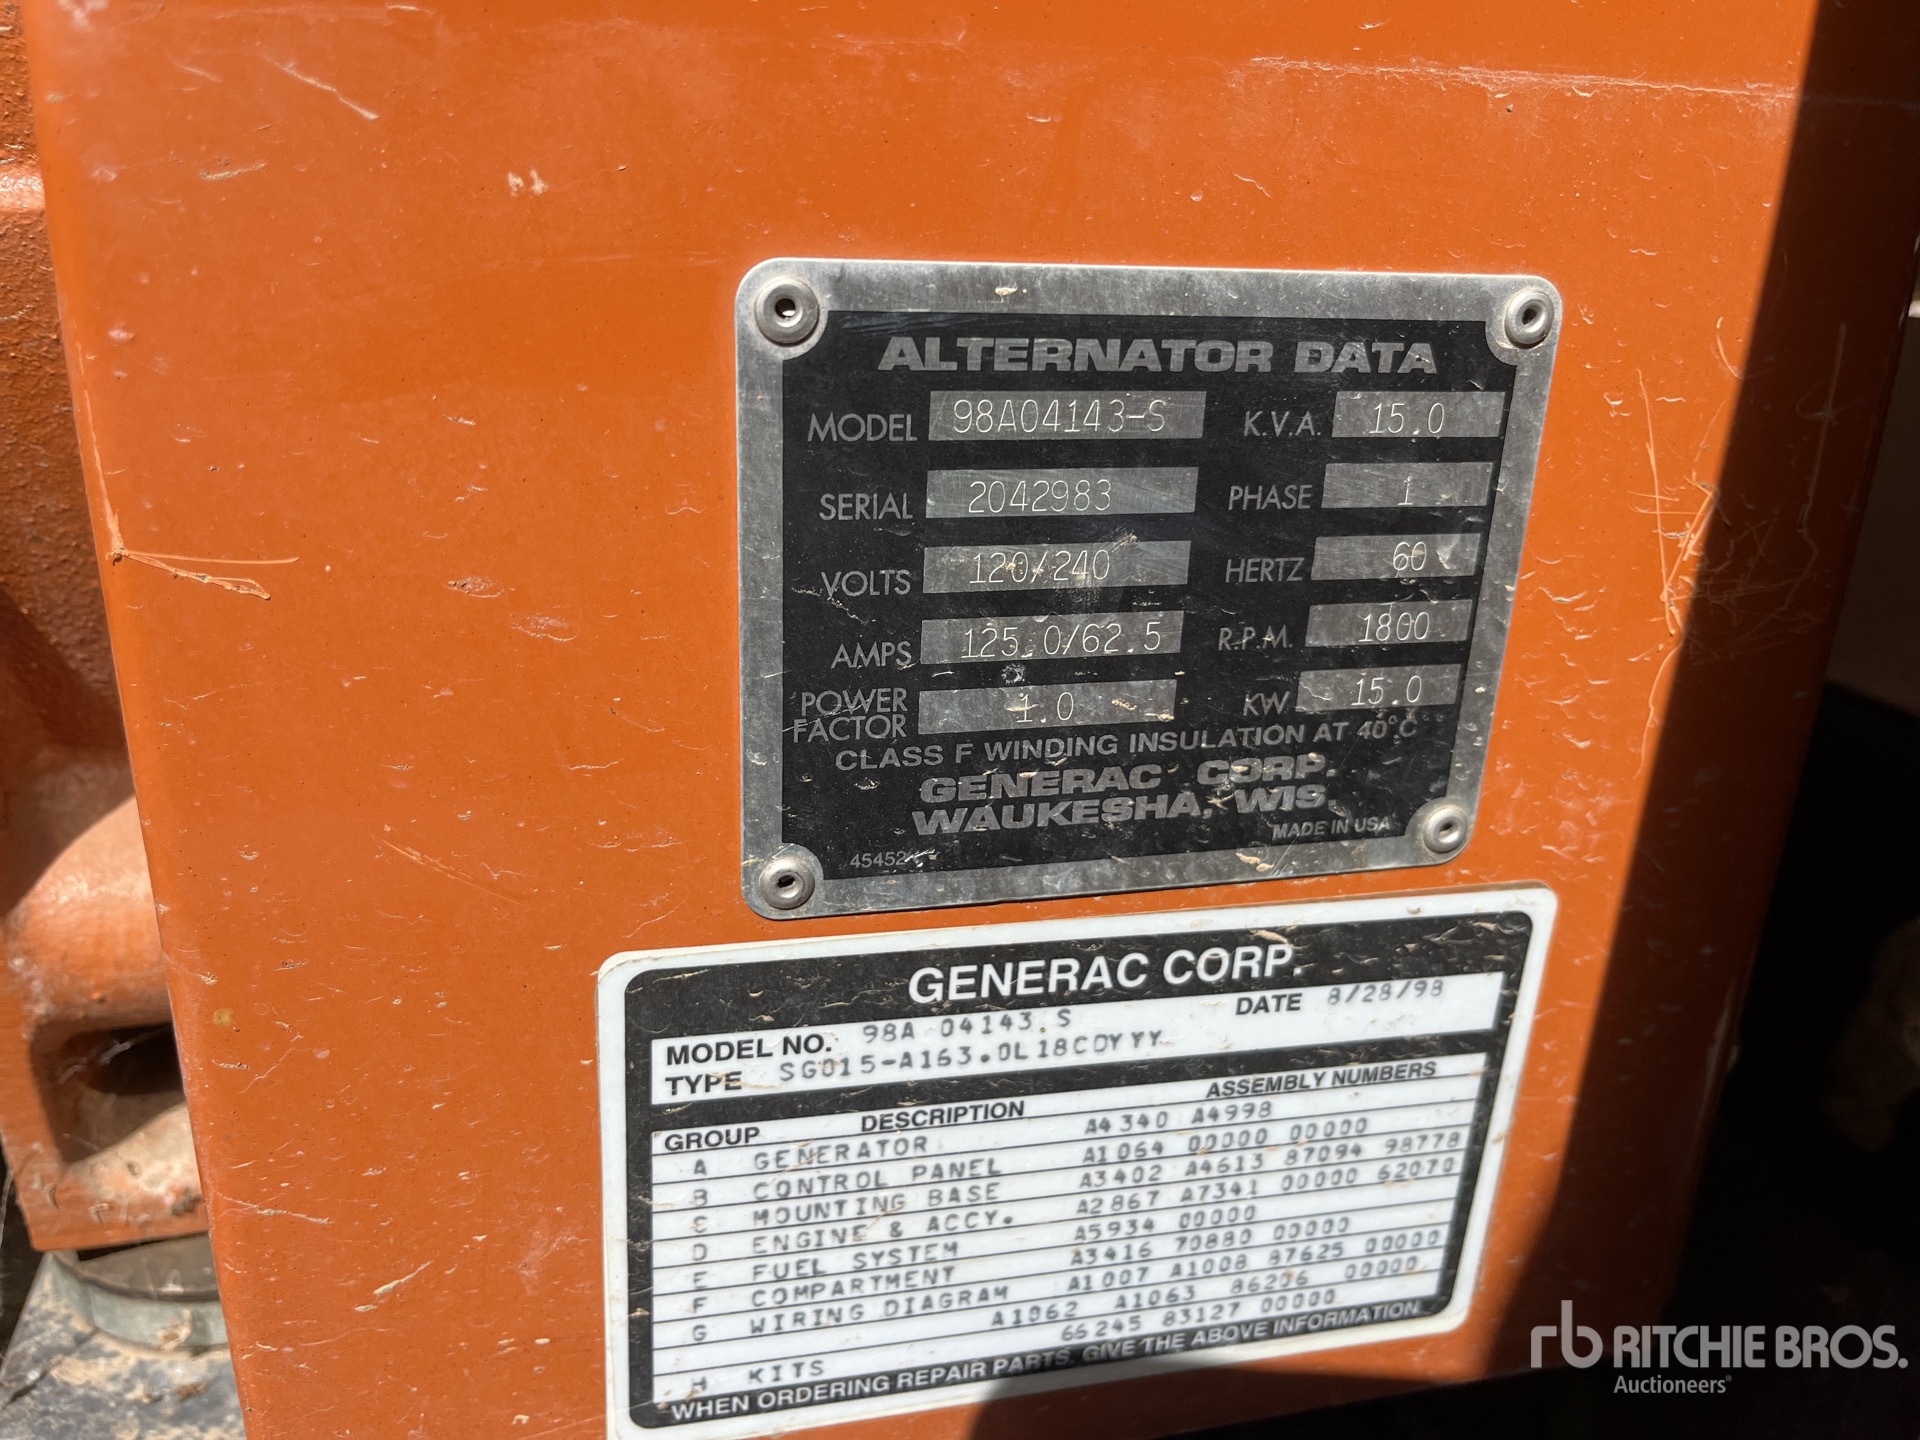 ALTERNATOR DATA
MODEL 98A04143-S K.V.A. 15.0
SERIAL 2042983 PHASE 1
VOLTS 120/240 HERTZ 60
AMPS 125.0/62.5 R.P.M. 1800
POWER FACTOR 1.0 KW 15.0
CLASS F WINDING INSULATION AT 40°C
GENERAC CORP.
WAUKESHA, WIS.
45452 MADE IN USA
GENERAC CORP.
MODEL NO. 98A 04143 S DATE 8/28/98
TYPE SG015-A163.0L18CDYYY
GROUP DESCRIPTION ASSEMBLY NUMBERS
A GENERATOR A4340 A4998
B CONTROL PANEL A1064 00000 00000
C MOUNTING BASE A3402 A4613 87094 98778
D ENGINE & ACCY. A2867 A7341 00000 62070
E FUEL SYSTEM A5934 00000
F COMPARTMENT A3416 70880 00000
G WIRING DIAGRAM A1007 A1008 87625 00000
A1062 A1063 86206 00000
H KITS 66245 83127 00000
WHEN ORDERING REPAIR PARTS, GIVE THE ABOVE INFORMATION
rb RITCHIE BROS.
Auctioneers®